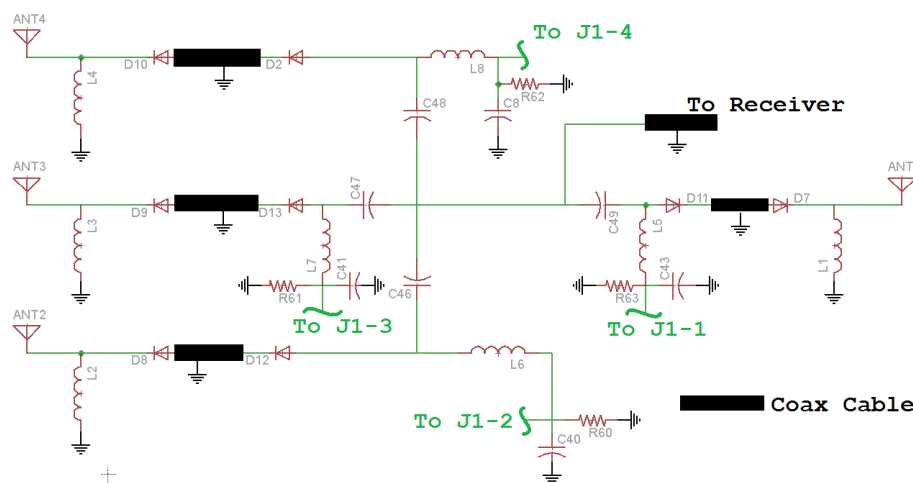 ANT4
To J1-4
D10
D2
L8
L4
R62
C48
C8
To Receiver
ANT3
ANT
C47
D9
D13
D11
D7
C49
L3
L5
L7
C41
C43
L1
R61
C46
R63
To J1-3
To J1-1
ANT2
D8
D12
L6
L2
Coax Cable
To J1-2
R60
C40